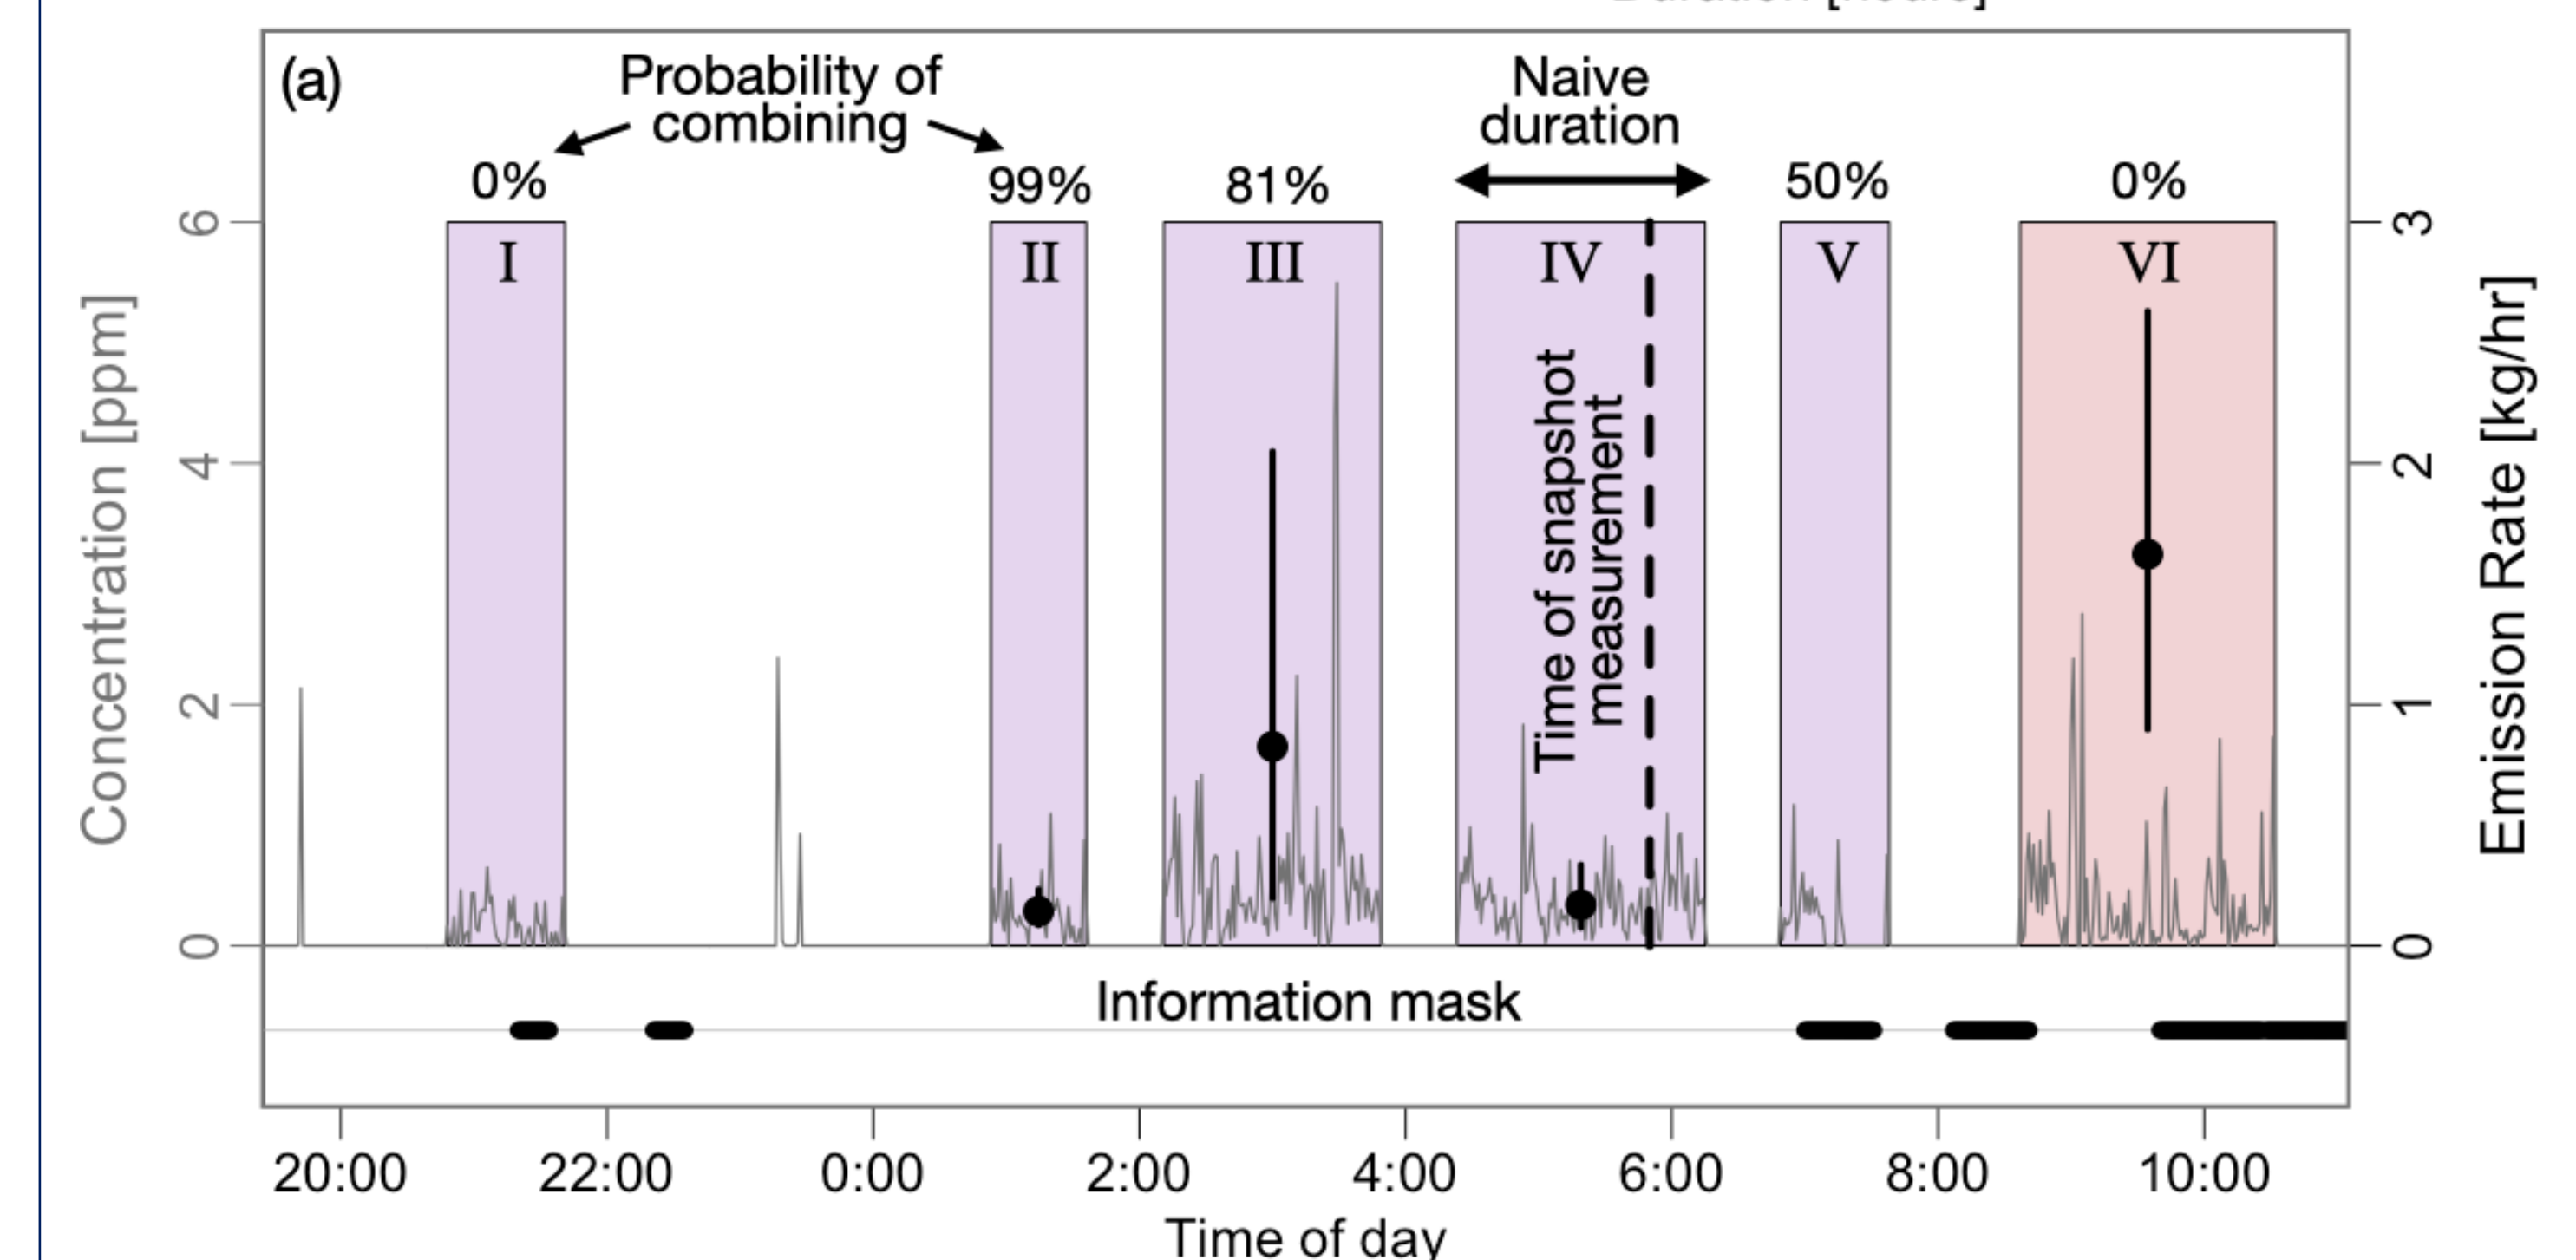 Duration [hours]
(a)
Probability of
combining
Naive
duration
0%
99%
81%
50%
0%
I
II
III
IV
V
VI
Time of snapshot
measurement
6
4
2
0
Concentration [ppm]
3
2
1
0
Emission Rate [kg/hr]
Information mask
20:00
22:00
0:00
2:00
4:00
6:00
8:00
10:00
Time of day